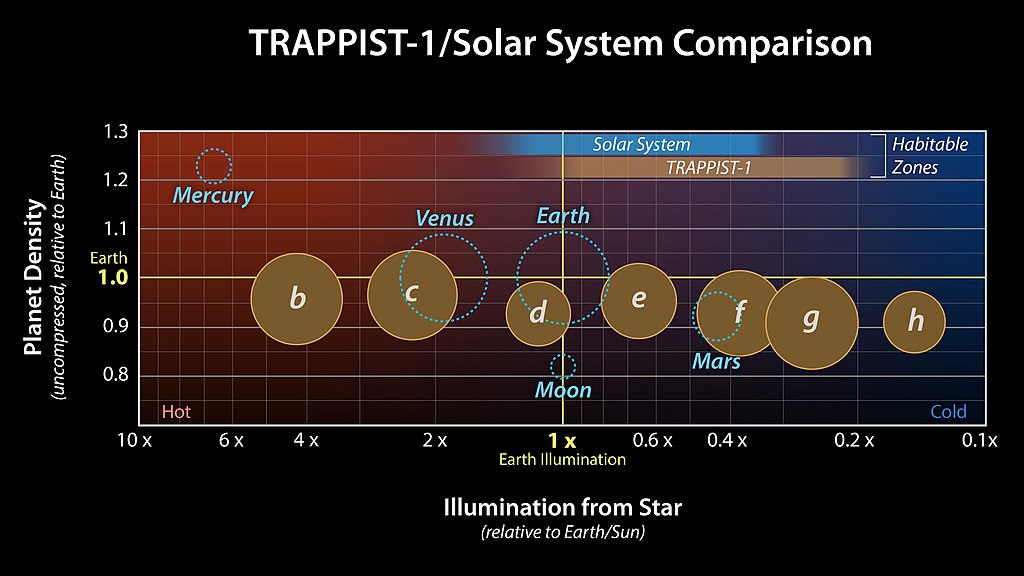 TRAPPIST-1/Solar System Comparison
1.3
Solar System
Habitable
TRAPPIST-1
Zones
1.2
Mercury
Venus
Earth
1.1
Earth
1.0
b
c
d
e
f
g
h
0.9
Mars
0.8
Moon
Hot
Cold
Planet Density
(uncompressed, relative to Earth)
10 x
6 x
4 x
2 x
1 x
0.6 x
0.4 x
0.2 x
0.1x
Earth Illumination
Illumination from Star
(relative to Earth/Sun)